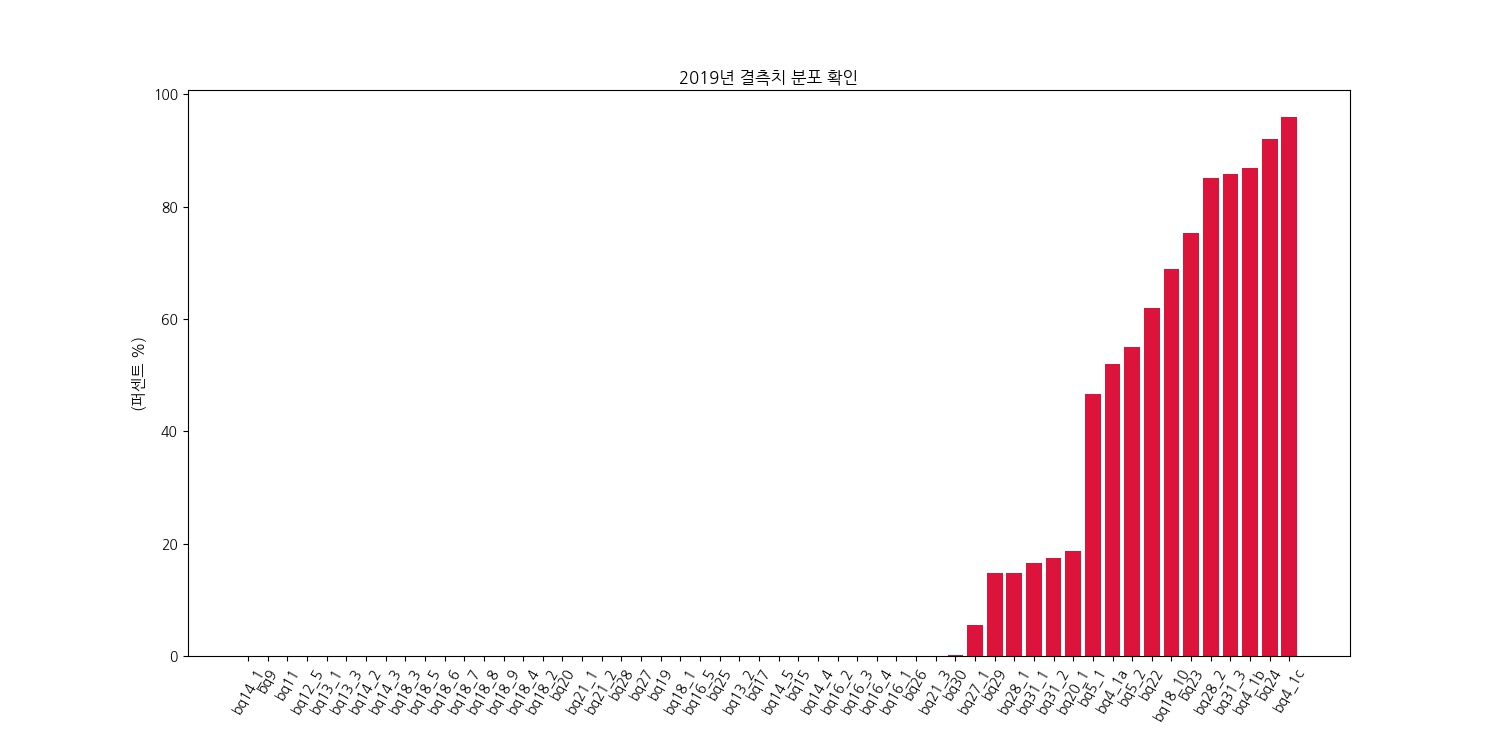 2019년 결측치 분포 확인
100
80
60
40
20
0
(퍼센트 %)
bq14_1
bq9
bq11
bq12_5
bq13_1
bq13_3
bq14_2
bq14_3
bq18_3
bq18_5
bq18_6
bq18_7
bq18_8
bq18_9
bq18_4
bq18_2
bq20
bq21_1
bq21_2
bq28
bq27
bq19
bq18_1
bq16_5
bq25
bq13_2
bq17
bq14_5
bq15
bq14_4
bq16_2
bq16_3
bq16_4
bq16_1
bq26
bq21_3
bq30
bq27_1
bq29
bq28_1
bq31_1
bq31_2
bq20_1
bq5_1
bq4_1a
bq5_2
bq22
bq18_10
bq23
bq28_2
bq31_3
bq4_1b
bq24
bq4_1c